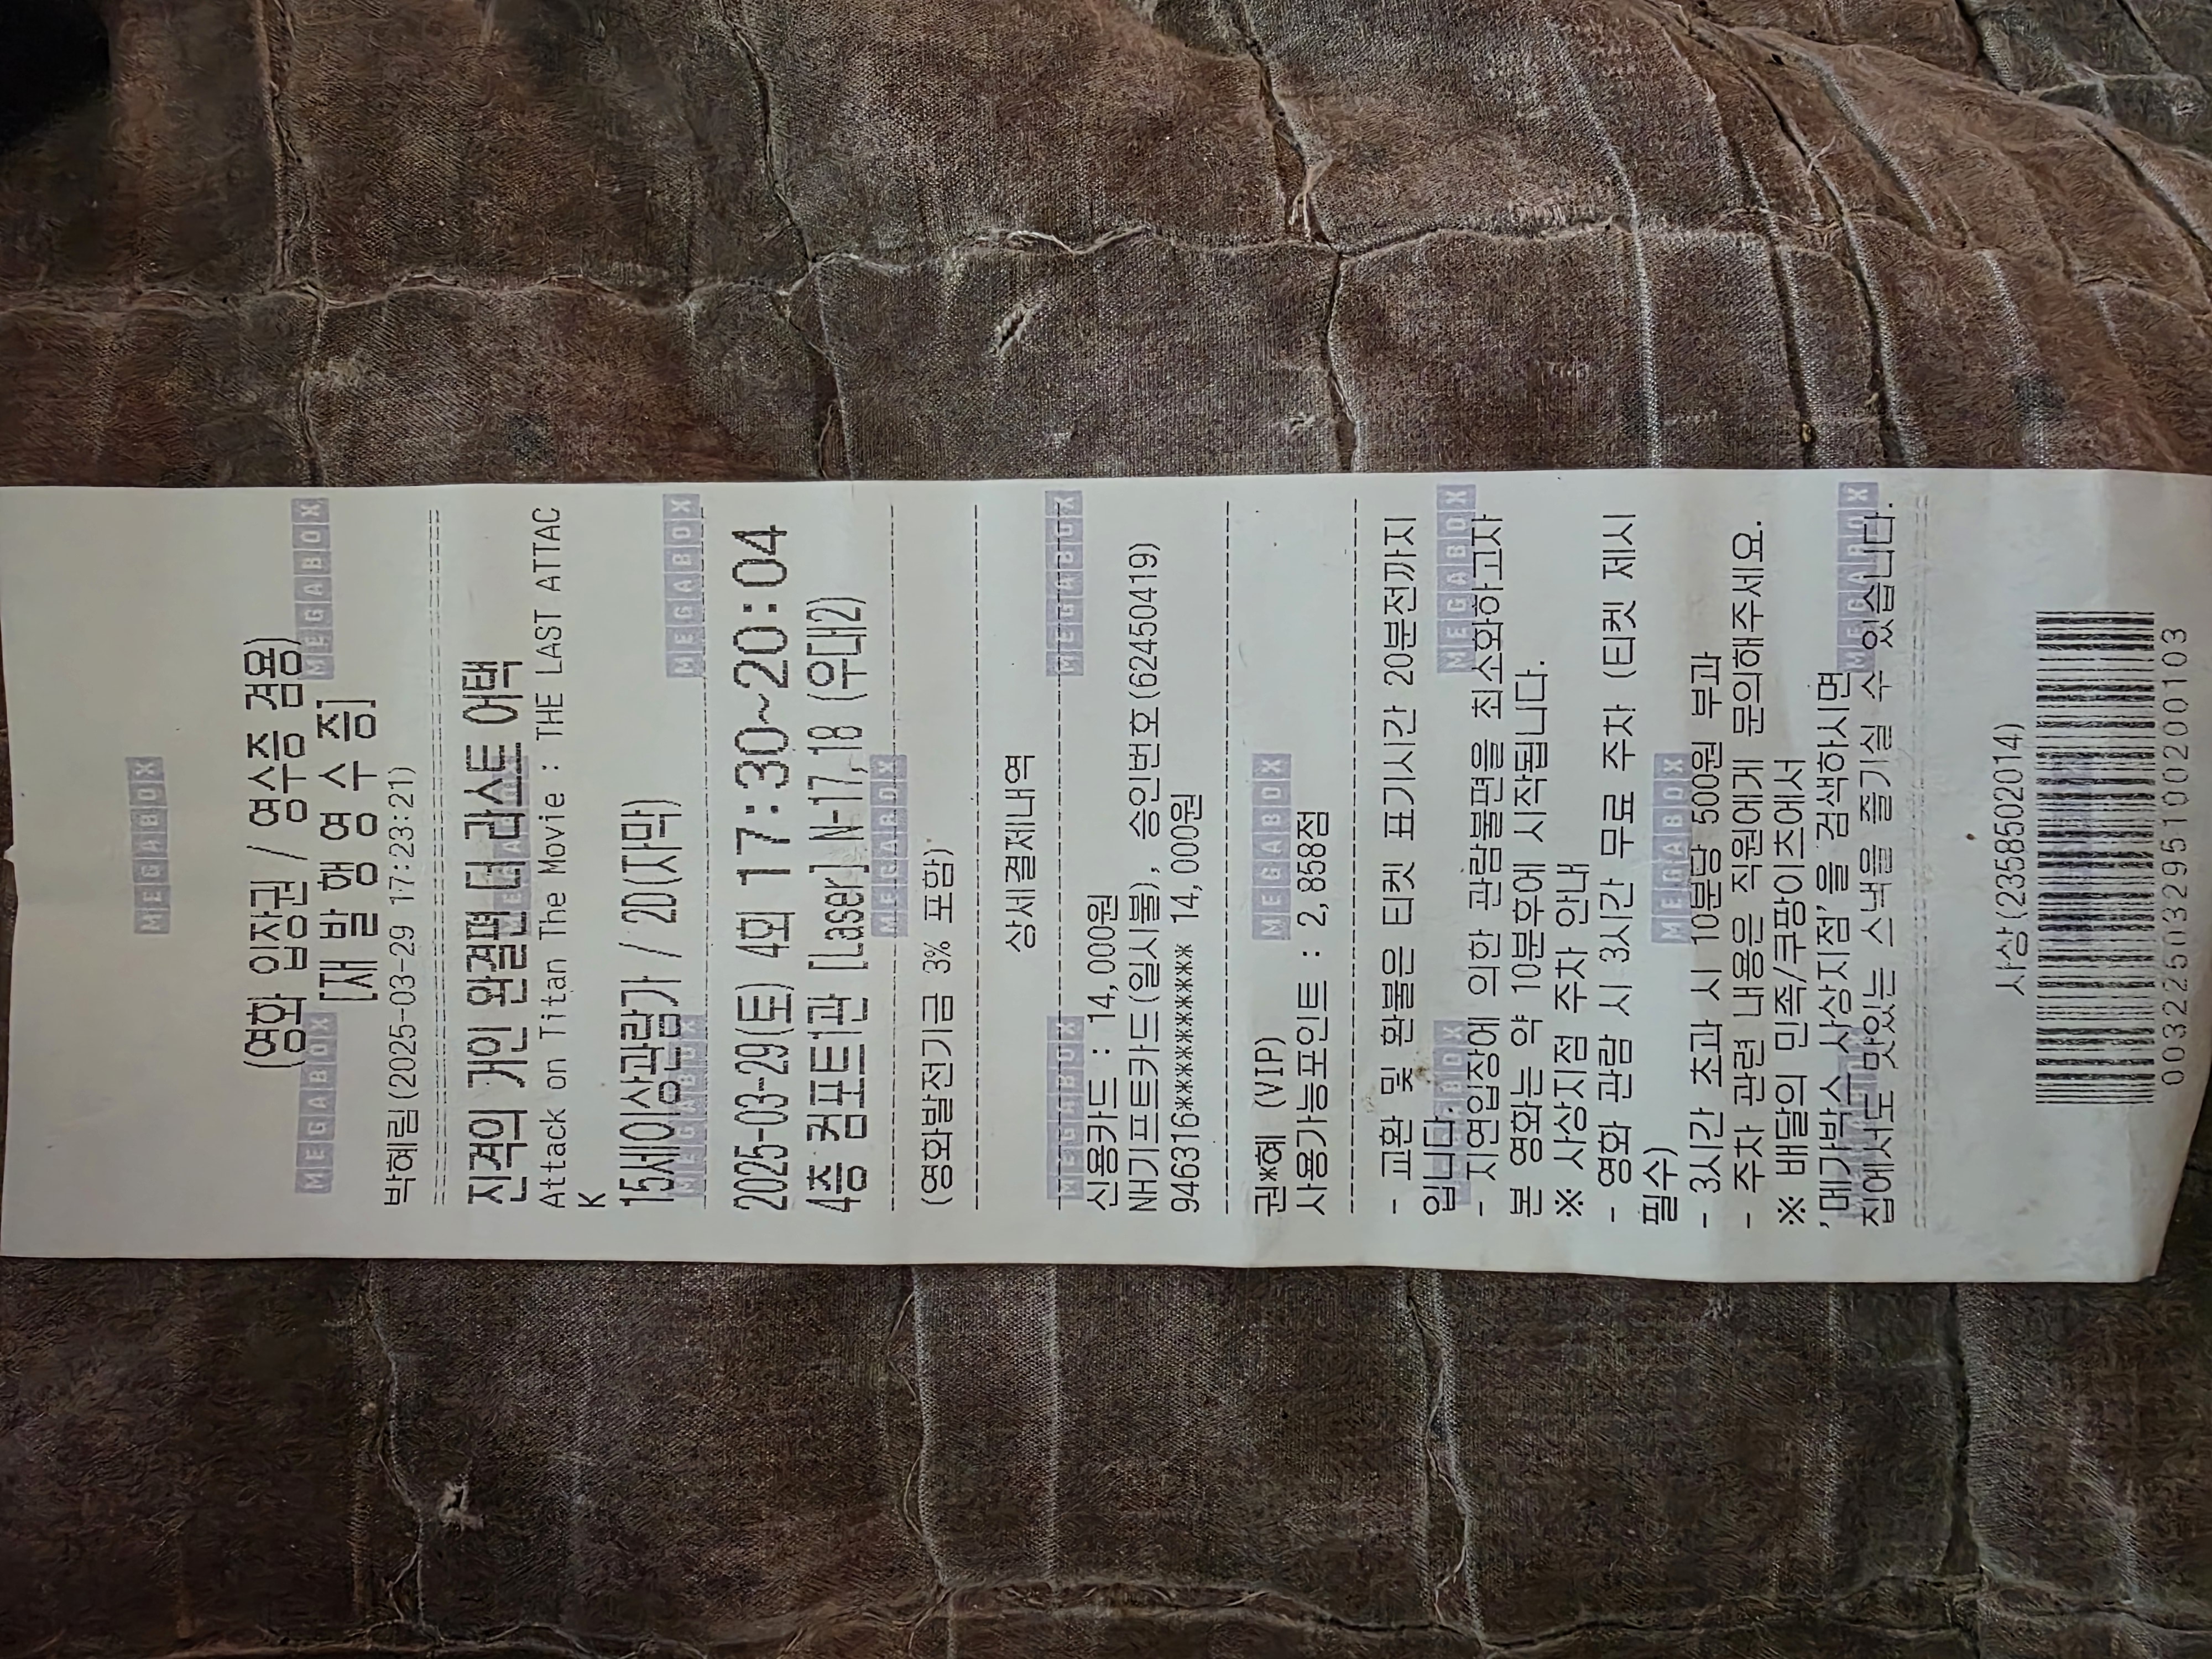 MEGABOX
(영화 입장권 / 영수증 겸용)
[재 발 행 영 수 증]
박혜림(2025-03-29 17:23:21)
진격의 거인 완결편 더 라스트 어택
Attack on Titan The Movie : THE LAST ATTAC
K
15세이상관람가 / 2D(자막)
2025-03-29(토) 4회 17:30~20:04
4층 컴포트1관 [Laser] N-17,18 (우대2)
(영화발전기금 3% 포함)
상세결제내역
신용카드 : 14,000원
NH기프트카드(일시불), 승인번호(62450419)
946316********** 14,000원
권*혜 (VIP)
사용가능포인트 : 2,858점
- 교환 및 환불은 티켓 표기시간 20분전까지
입니다.
- 지연입장에 의한 관람불편을 최소화하고자
본 영화는 약 10분후에 시작됩니다.
※ 사상지점 주차 안내
- 영화 관람 시 3시간 무료 주차 (티켓 제시
필수)
- 3시간 초과 시 10분당 500원 부과
- 주차 관련 내용은 직원에게 문의해주세요.
※ 배달의 민족/쿠팡이츠에서
'메가박스 사상지점'을 검색하시면
집에서도 맛있는 스낵을 즐기실 수 있습니다.
사상(2358502014)
00322503295100200103